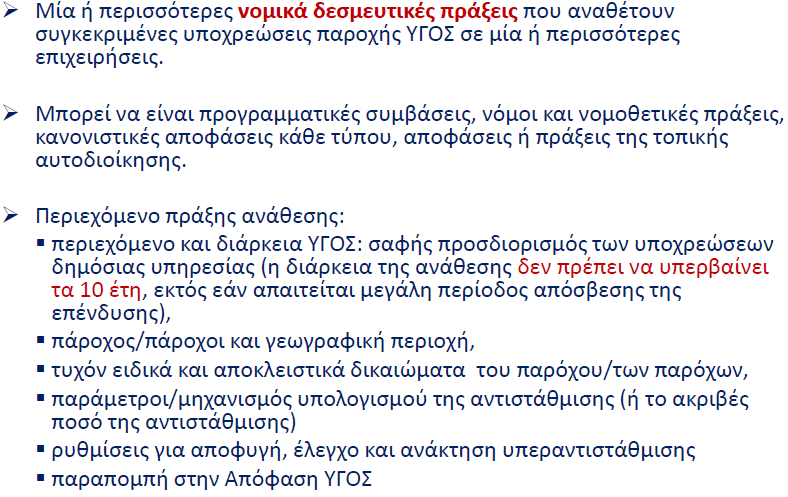 ➢ Μία ή περισσότερες νομικά δεσμευτικές πράξεις που αναθέτουν
συγκεκριμένες υποχρεώσεις παροχής ΥΓΟΣ σε μία ή περισσότερες
επιχειρήσεις.
➢ Μπορεί να είναι προγραμματικές συμβάσεις, νόμοι και νομοθετικές πράξεις,
κανονιστικές αποφάσεις κάθε τύπου, αποφάσεις ή πράξεις της τοπικής
αυτοδιοίκησης.
➢ Περιεχόμενο πράξης ανάθεσης:
▪ περιεχόμενο και διάρκεια ΥΓΟΣ: σαφής προσδιορισμός των υποχρεώσεων
δημόσιας υπηρεσίας (η διάρκεια της ανάθεσης δεν πρέπει να υπερβαίνει
τα 10 έτη, εκτός εάν απαιτείται μεγάλη περίοδος απόσβεσης της
επένδυσης),
▪ πάροχος/πάροχοι και γεωγραφική περιοχή,
▪ τυχόν ειδικά και αποκλειστικά δικαιώματα του παρόχου/των παρόχων,
▪ παράμετροι/μηχανισμός υπολογισμού της αντιστάθμισης (ή το ακριβές
ποσό της αντιστάθμισης)
▪ ρυθμίσεις για αποφυγή, έλεγχο και ανάκτηση υπεραντιστάθμισης
▪ παραπομπή στην Απόφαση ΥΓΟΣ